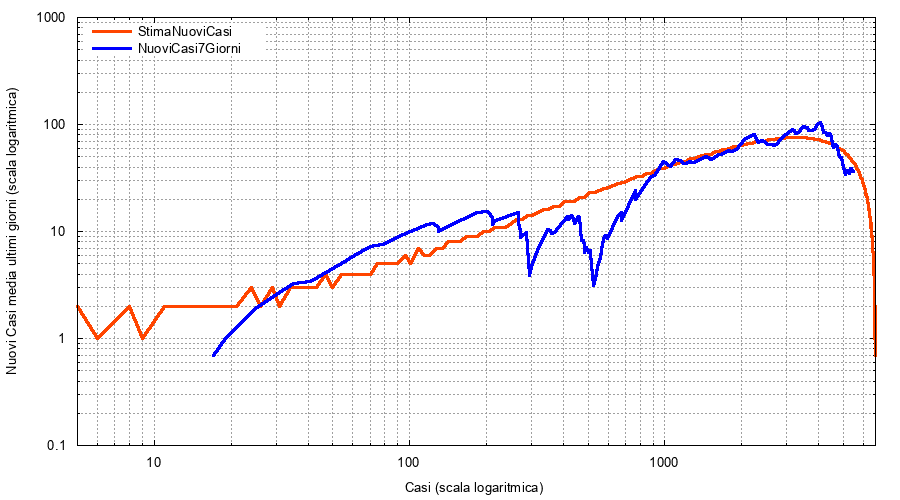 1000
StimaNuoviCasi
NuoviCasi7Giorni
100
10
1
0.1
Nuovi Casi media ultimi giorni (scala logaritmica)
10 100 1000
Casi (scala logaritmica)